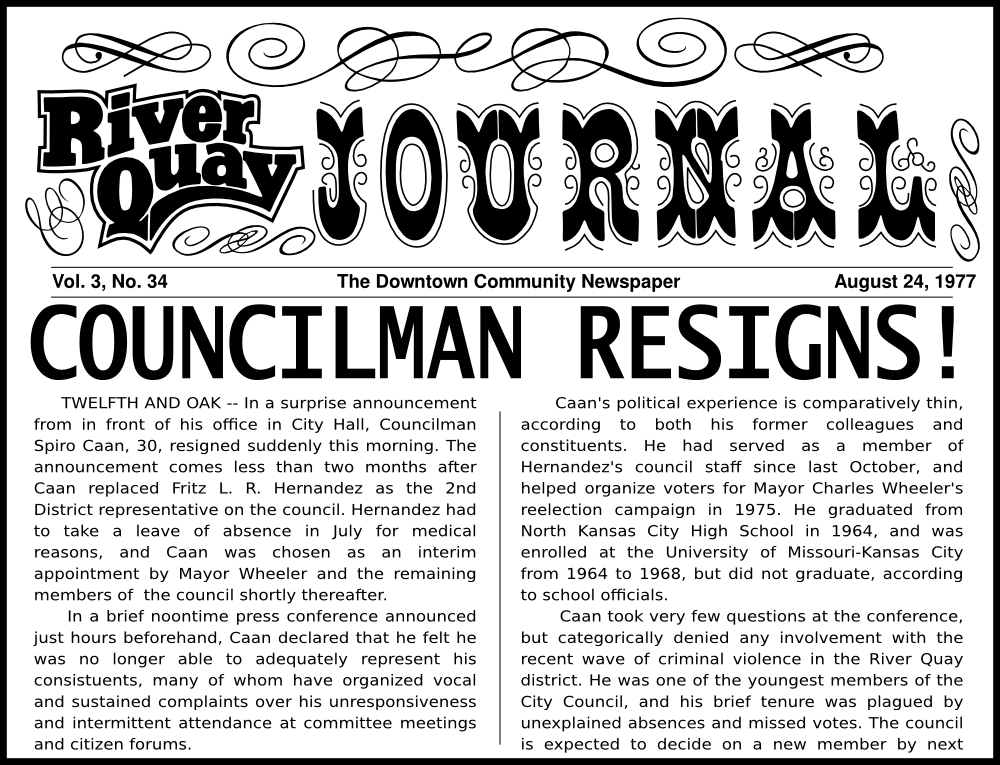 River
Quay
JOURNAL
Vol. 3, No. 34 The Downtown Community Newspaper August 24, 1977
COUNCILMAN RESIGNS!
TWELFTH AND OAK -- In a surprise announcement
from in front of his office in City Hall, Councilman
Spiro Caan, 30, resigned suddenly this morning. The
announcement comes less than two months after
Caan replaced Fritz L. R. Hernandez as the 2nd
District representative on the council. Hernandez had
to take a leave of absence in July for medical
reasons, and Caan was chosen as an interim
appointment by Mayor Wheeler and the remaining
members of the council shortly thereafter.
In a brief noontime press conference announced
just hours beforehand, Caan declared that he felt he
was no longer able to adequately represent his
consistuents, many of whom have organized vocal
and sustained complaints over his unresponsiveness
and intermittent attendance at committee meetings
and citizen forums.
Caan's political experience is comparatively thin,
according to both his former colleagues and
constituents. He had served as a member of
Hernandez's council staff since last October, and
helped organize voters for Mayor Charles Wheeler's
reelection campaign in 1975. He graduated from
North Kansas City High School in 1964, and was
enrolled at the University of Missouri-Kansas City
from 1964 to 1968, but did not graduate, according
to school officials.
Caan took very few questions at the conference,
but categorically denied any involvement with the
recent wave of criminal violence in the River Quay
district. He was one of the youngest members of the
City Council, and his brief tenure was plagued by
unexplained absences and missed votes. The council
is expected to decide on a new member by next